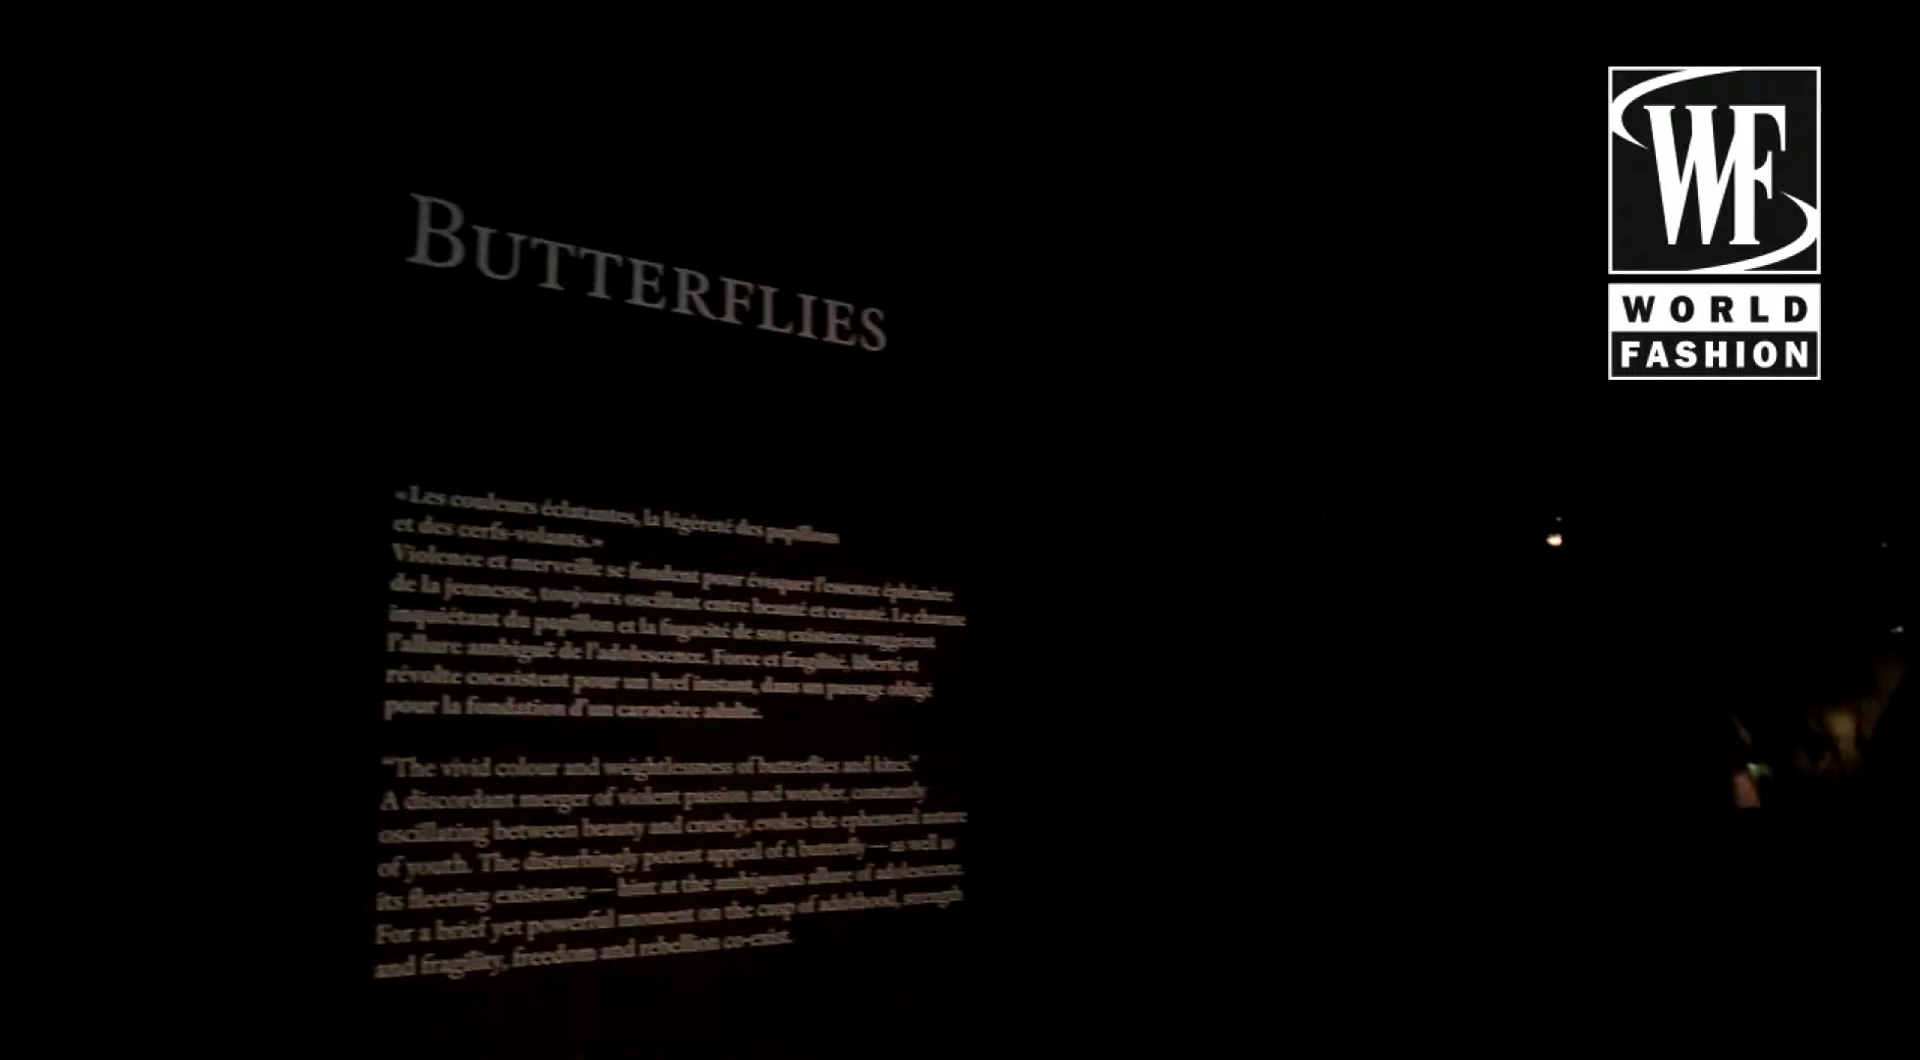 BUTTERFLIES
«Les couleurs éclatantes, la légèreté des papillons
et des cerfs-volants.»
Violence et merveille se fondent pour évoquer l'essence éphémère
de la jeunesse, toujours oscillant entre beauté et cruauté. Le charme
inquiétant du papillon et la fugacité de son existence suggèrent
l'allure ambiguë de l'adolescence. Force et fragilité, liberté et
révolte coexistent pour un bref instant, dans un passage obligé
pour la fondation d'un caractère adulte.
"The vivid colour and weightlessness of butterflies and kites."
A discordant merger of violent passion and wonder, constantly
oscillating between beauty and cruelty, evokes the ephemeral nature
of youth. The disturbingly potent appeal of a butterfly — as well as
its fleeting existence — hint at the ambiguous allure of adolescence.
For a brief yet powerful moment on the cusp of adulthood, strength
and fragility, freedom and rebellion co-exist.
WF
WORLD
FASHION